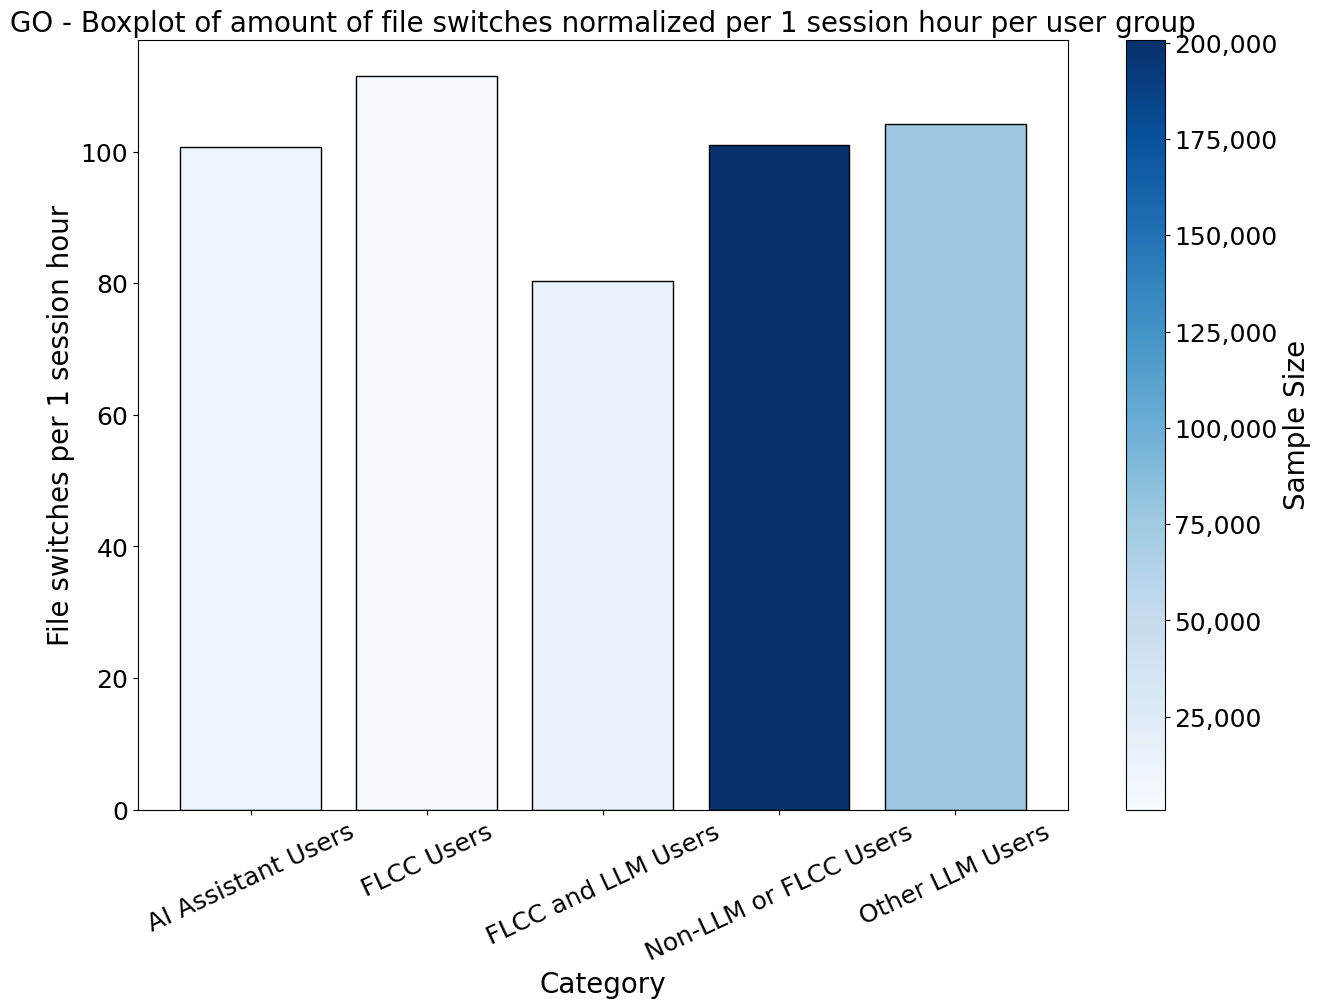 GO - Boxplot of amount of file switches normalized per 1 session hour per user group
File switches per 1 session hour
100
80
60
40
20
0
AI Assistant Users
FLCC Users
FLCC and LLM Users
Non-LLM or FLCC Users
Other LLM Users
Category
200,000
175,000
150,000
125,000
100,000
75,000
50,000
25,000
Sample Size